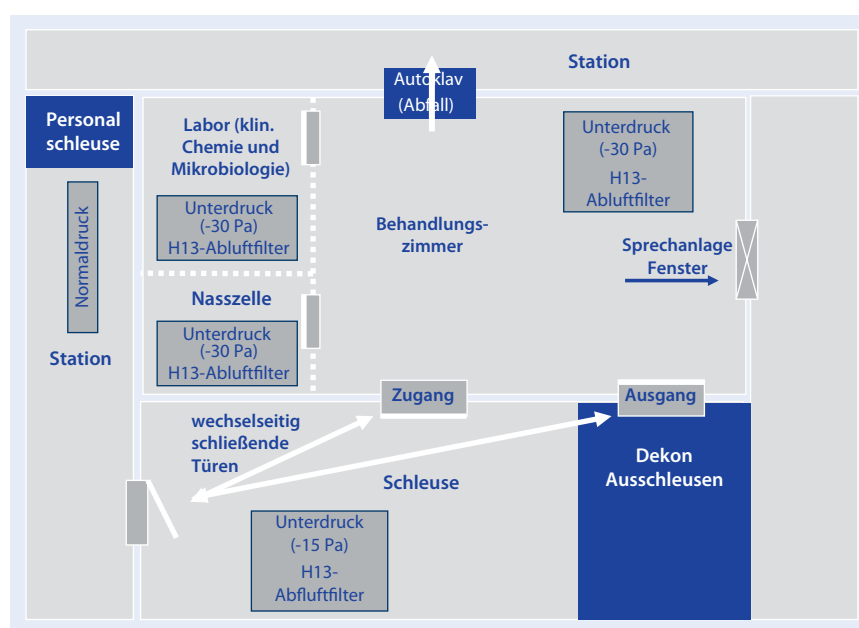 Station
Autoklav
(Abfall)
Personal
schleuse
Labor (klin.
Chemie und
Mikrobiologie)
Unterdruck
(-30 Pa)
H13-
Abluftfilter
Unterdruck
(-30 Pa)
H13-Abluftfilter
Normaldruck
Behandlungs-
zimmer
Sprechanlage
Fenster
Nasszelle
Unterdruck
(-30 Pa)
H13-Abluftfilter
Station
Zugang
Ausgang
wechselseitig
schließende
Türen
Schleuse
Dekon
Ausschleusen
Unterdruck
(-15 Pa)
H13-
Abfluftfilter